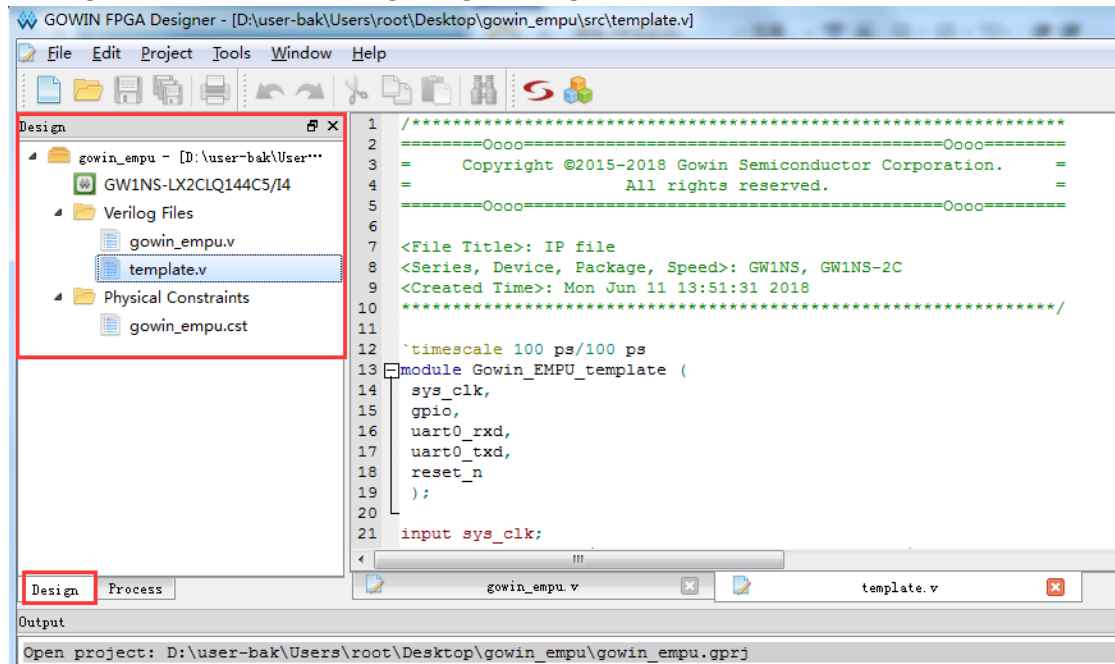 GOWIN FPGA Designer - [D:\user-bak\Users\root\Desktop\gowin_empu\src\template.v]
File Edit Project Tools Window Help
Design
gowin_empu - [D:\user-bak\User...
GW1NS-LX2CLQ144C5/I4
Verilog Files
gowin_empu.v
template.v
Physical Constraints
gowin_empu.cst
Design Process
1 /****************************************************************
2 ========Oooo====================================Oooo========
3 = Copyright ©2015-2018 Gowin Semiconductor Corporation. =
4 = All rights reserved. =
5 ========Oooo====================================Oooo========
6
7 <File Title>: IP file
8 <Series, Device, Package, Speed>: GW1NS, GW1NS-2C
9 <Created Time>: Mon Jun 11 13:51:31 2018
10 ***************************************************************/
11
12 `timescale 100 ps/100 ps
13 module Gowin_EMPU_template (
14 sys_clk,
15 gpio,
16 uart0_rxd,
17 uart0_txd,
18 reset_n
19 );
20
21 input sys_clk;
gowin_empu.v template.v
Output
Open project: D:\user-bak\Users\root\Desktop\gowin_empu\gowin_empu.gprj